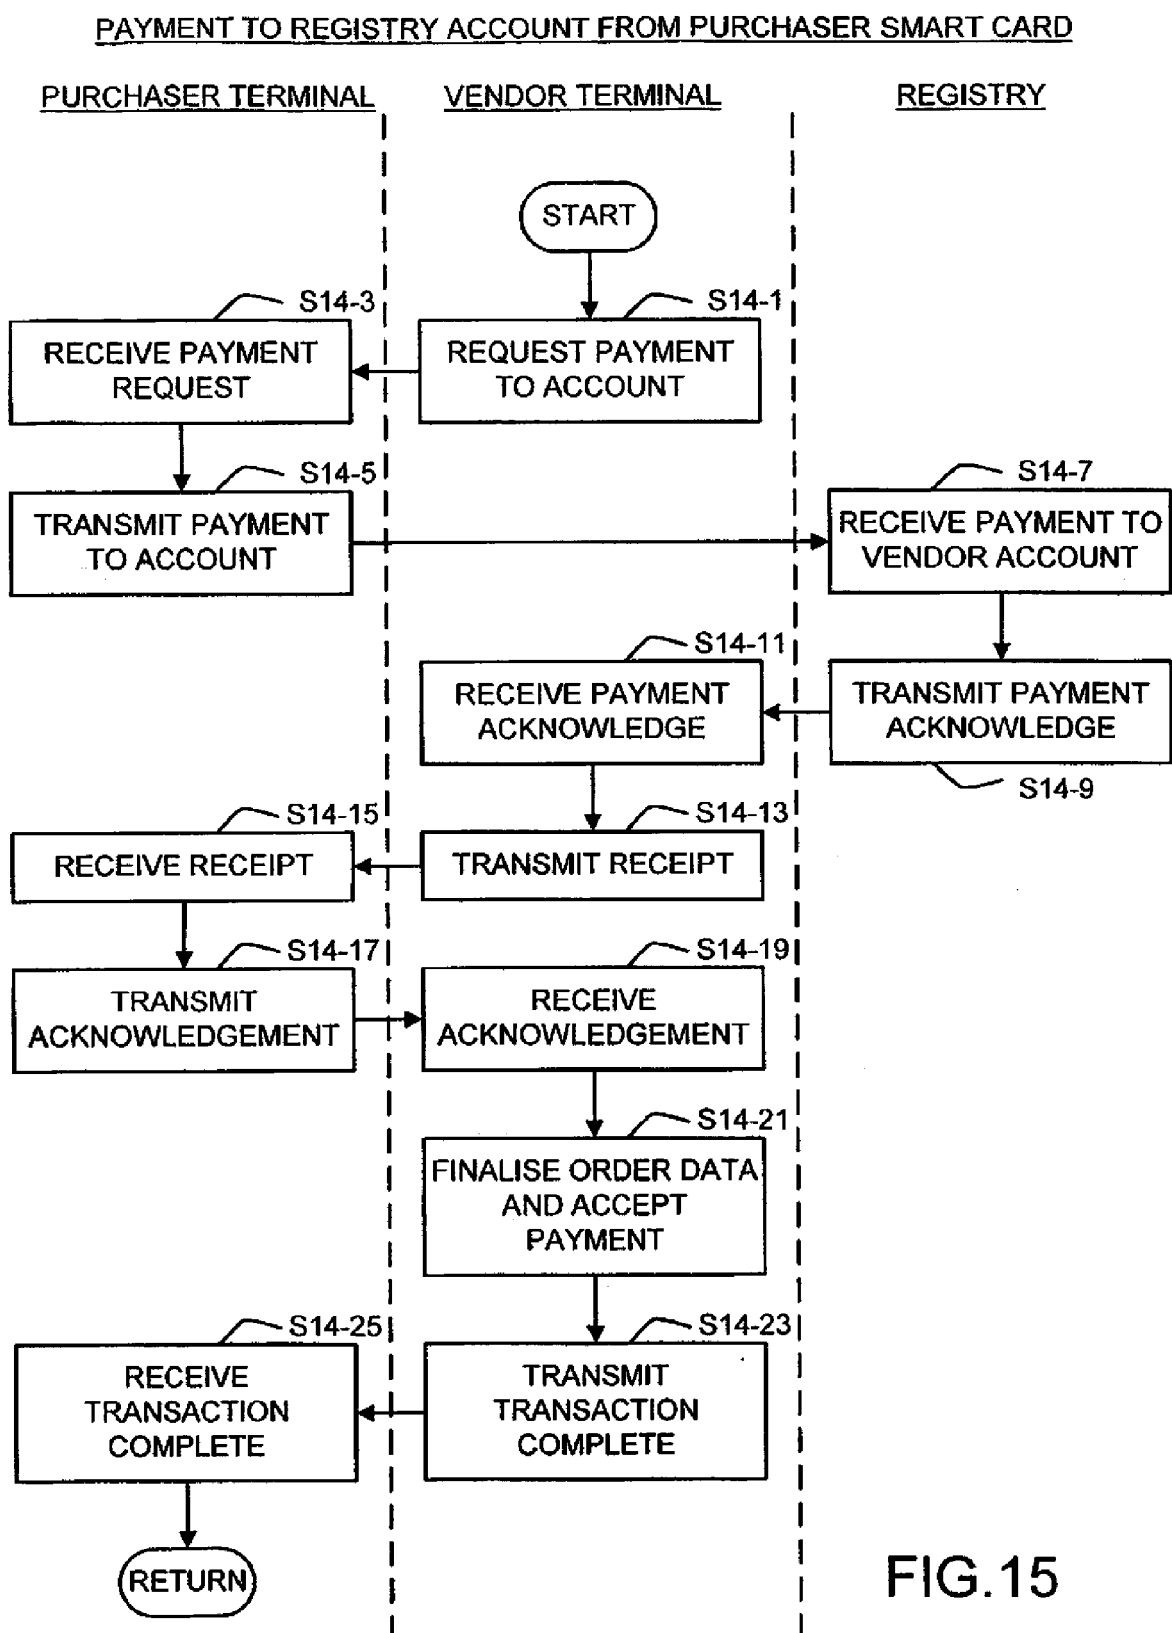 PAYMENT TO REGISTRY ACCOUNT FROM PURCHASER SMART CARD
PURCHASER TERMINAL
VENDOR TERMINAL
REGISTRY
START
S14-3
S14-1
RECEIVE PAYMENT
REQUEST
REQUEST PAYMENT
TO ACCOUNT
S14-5
S14-7
TRANSMIT PAYMENT
TO ACCOUNT
RECEIVE PAYMENT TO
VENDOR ACCOUNT
S14-11
RECEIVE PAYMENT
ACKNOWLEDGE
TRANSMIT PAYMENT
ACKNOWLEDGE
S14-9
S14-15
S14-13
RECEIVE RECEIPT
TRANSMIT RECEIPT
S14-17
S14-19
TRANSMIT
ACKNOWLEDGEMENT
RECEIVE
ACKNOWLEDGEMENT
S14-21
FINALISE ORDER DATA
AND ACCEPT
PAYMENT
S14-25
S14-23
RECEIVE
TRANSACTION
COMPLETE
TRANSMIT
TRANSACTION
COMPLETE
RETURN
FIG.15